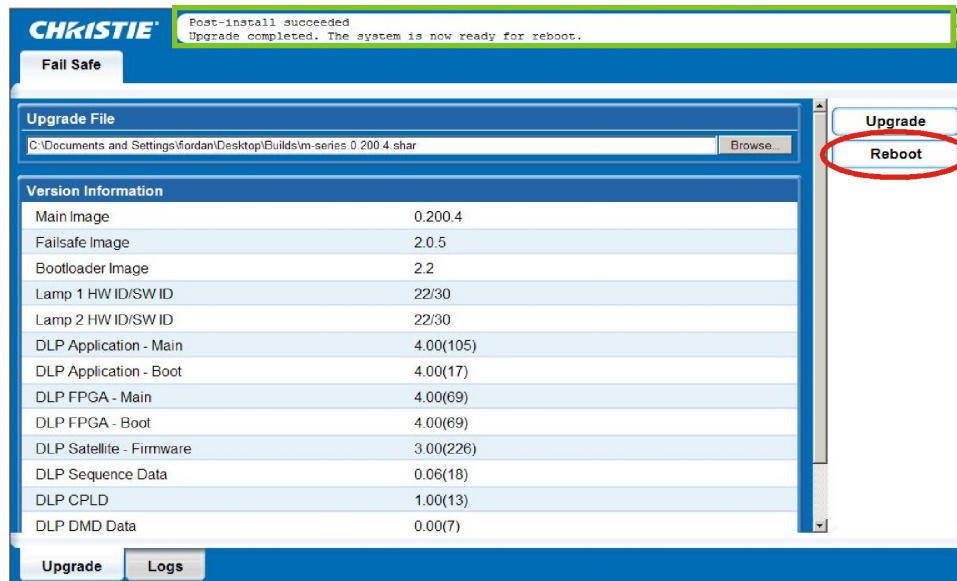 CHRISTIE
Post-install succeeded
Upgrade completed. The system is now ready for reboot.
Fail Safe
Upgrade File
C:\Documents and Settings\fiordan\Desktop\Builds\m-series.0.200.4.shar Browse...
Upgrade
Reboot
Version Information
Main Image 0.200.4
Failsafe Image 2.0.5
Bootloader Image 2.2
Lamp 1 HW ID/SW ID 22/30
Lamp 2 HW ID/SW ID 22/30
DLP Application - Main 4.00(105)
DLP Application - Boot 4.00(17)
DLP FPGA - Main 4.00(69)
DLP FPGA - Boot 4.00(69)
DLP Satellite - Firmware 3.00(226)
DLP Sequence Data 0.06(18)
DLP CPLD 1.00(13)
DLP DMD Data 0.00(7)
Upgrade Logs